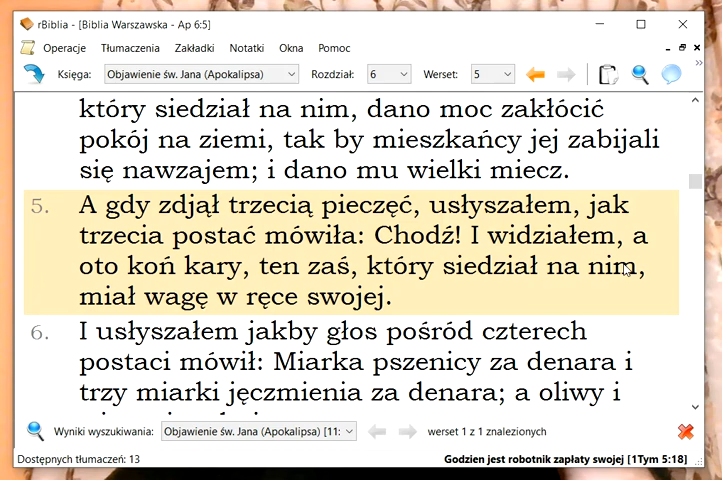 rBiblia - [Biblia Warszawska - Ap 6:5]
Operacje Tłumaczenia Zakładki Notatki Okna Pomoc
Księga: Objawienie św. Jana (Apokalipsa) Rozdział: 6 Werset: 5
który siedział na nim, dano moc zakłócić
pokój na ziemi, tak by mieszkańcy jej zabijali
się nawzajem; i dano mu wielki miecz.
5. A gdy zdjął trzecią pieczęć, usłyszałem, jak
trzecia postać mówiła: Chodź! I widziałem, a
oto koń kary, ten zaś, który siedział na nim,
miał wagę w ręce swojej.
6. I usłyszałem jakby głos pośród czterech
postaci mówił: Miarka pszenicy za denara i
trzy miarki jęczmienia za denara; a oliwy i
Wyniki wyszukiwania: Objawienie św. Jana (Apokalipsa) [11: werset 1 z 1 znalezionych
Dostępnych tłumaczeń: 13 Godzien jest robotnik zapłaty swojej [1Tym 5:18]